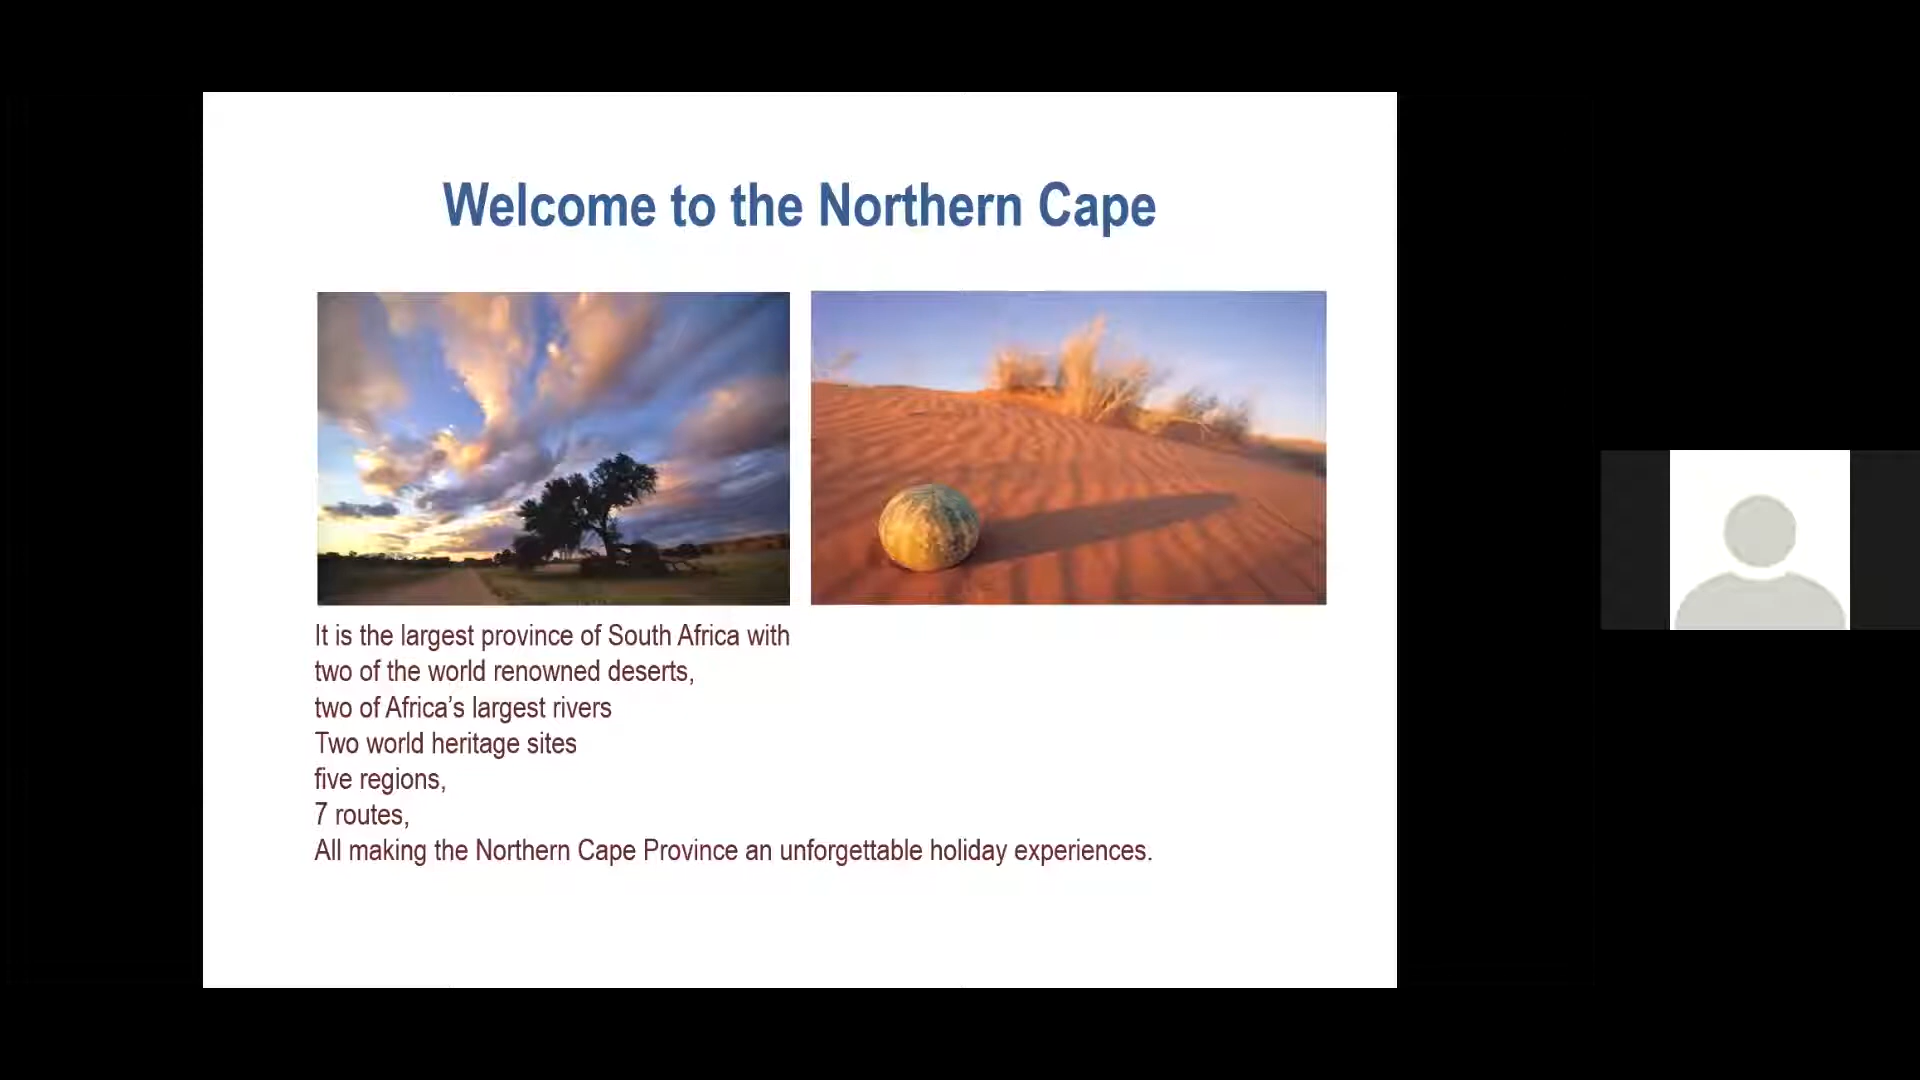 Welcome to the Northern Cape
It is the largest province of South Africa with
two of the world renowned deserts,
two of Africa’s largest rivers
Two world heritage sites
five regions,
7 routes,
All making the Northern Cape Province an unforgettable holiday experiences.